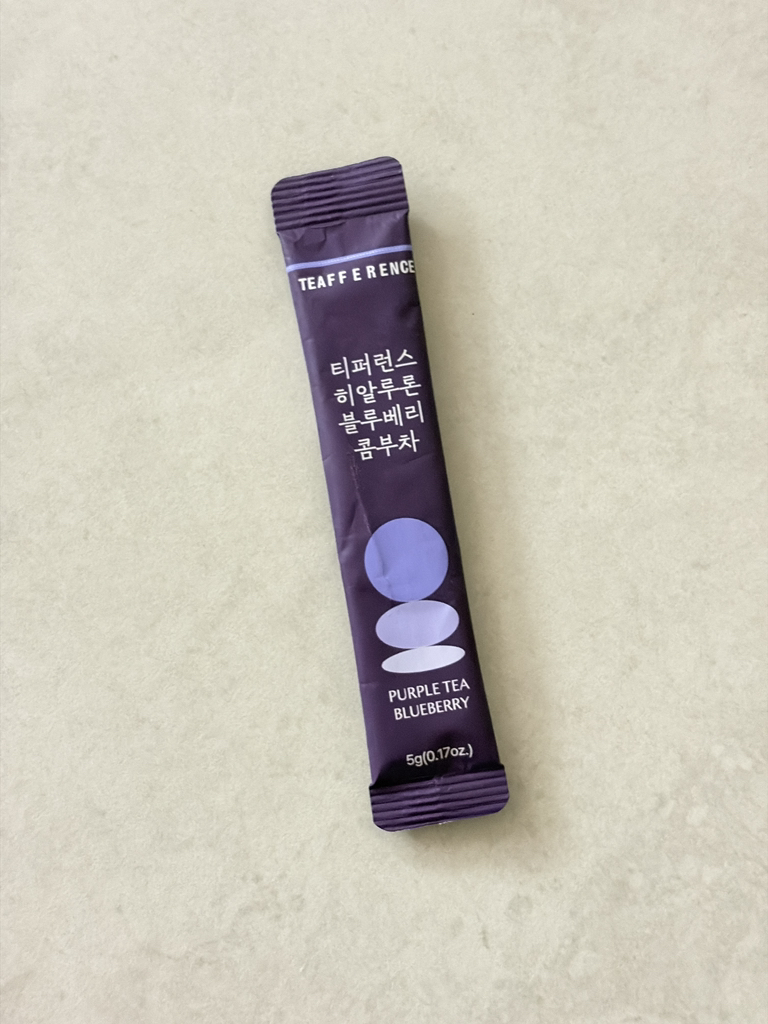 TEAFFERENCE
티퍼런스
히알루론
블루베리
콤부차
PURPLE TEA
BLUEBERRY
5g(0.17oz.)